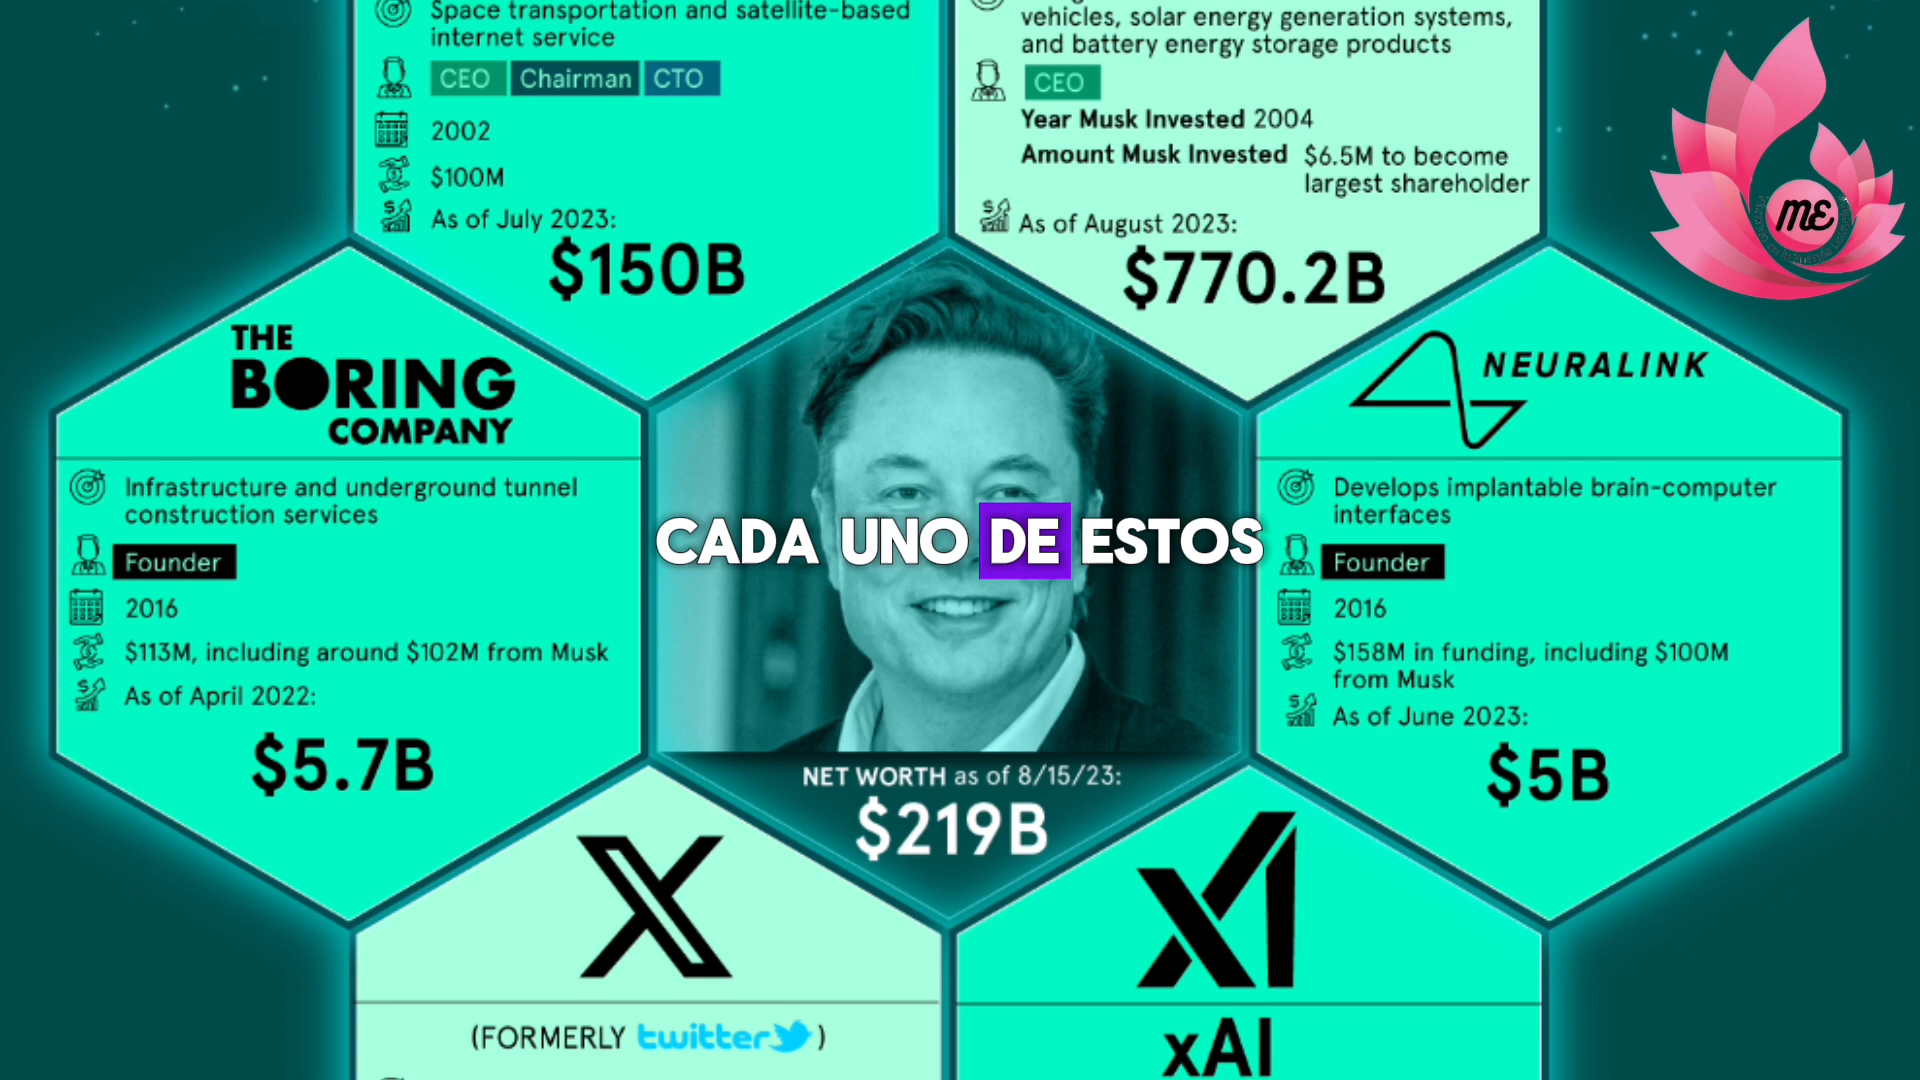 Space transportation and satellite-based
internet service
CEO Chairman CTO
2002
$100M
As of July 2023:
$150B
vehicles, solar energy generation systems,
and battery energy storage products
CEO
Year Musk Invested 2004
Amount Musk Invested $6.5M to become
largest shareholder
As of August 2023:
$770.2B
ME
THE
BORING
COMPANY
Infrastructure and underground tunnel
construction services
Founder
2016
$113M, including around $102M from Musk
As of April 2022:
$5.7B
CADA UNO DE ESTOS
NET WORTH as of 8/15/23:
$219B
NEURALINK
Develops implantable brain-computer
interfaces
Founder
2016
$158M in funding, including $100M
from Musk
As of June 2023:
$5B
X
(FORMERLY twitter)
xAI